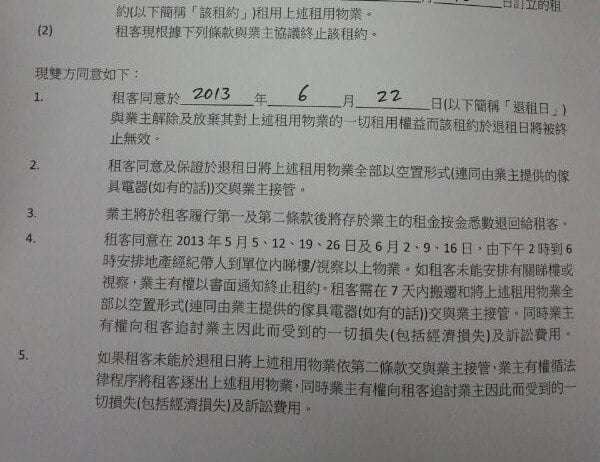 日訂立的租
約(以下簡稱「該租約」)租用上述租用物業。
(2) 租客現根據下列條款與業主協議終止該租約。
現雙方同意如下：
1. 租客同意於 2013 年 6 月 22 日(以下簡稱「退租日」)
與業主解除及放棄其對上述租用物業的一切租用權益而該租約於退租日將被終
止無效。
2. 租客同意及保證於退租日將上述租用物業全部以空置形式(連同由業主提供的傢
具電器(如有的話))交與業主接管。
3. 業主將於租客履行第一及第二條款後將存於業主的租金按金悉數退回給租客。
4. 租客同意在 2013 年 5 月 5、12、19、26 日及 6 月 2、9、16 日，由下午 2 時到 6
時安排地產經紀帶人到單位內睇樓/視察以上物業。如租客未能安排有關睇樓或
視察，業主有權以書面通知終止租約。租客需在 7 天內搬遷和將上述租用物業全
部以空置形式(連同由業主提供的傢具電器(如有的話))交與業主接管。同時業主
有權向租客追討業主因此而受到的一切損失(包括經濟損失)及訴訟費用。
5. 如果租客未能於退租日將上述租用物業依第二條款交與業主接管，業主有權循法
律程序將租客逐出上述租用物業，同時業主有權向租客追討業主因此而受到的一
切損失(包括經濟損失)及訴訟費用。